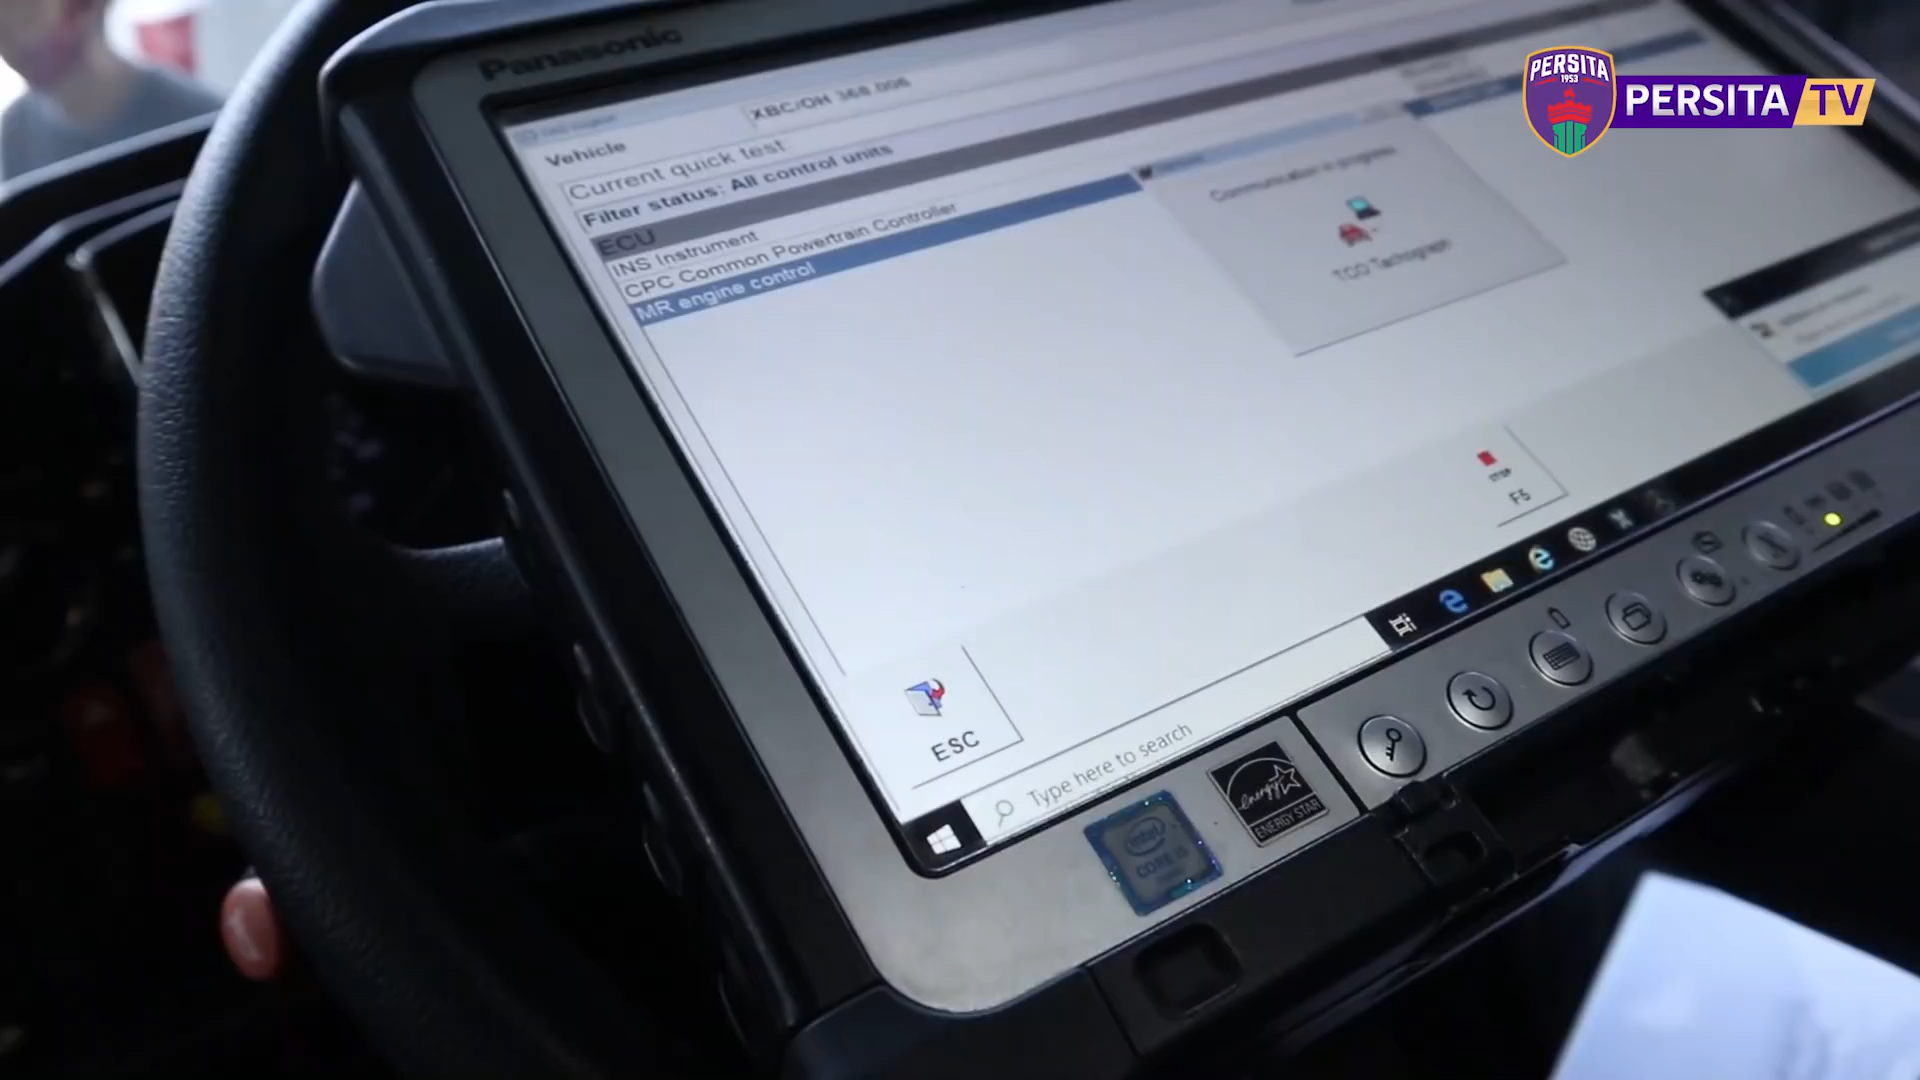 Panasonic
PERSITA
1953
PERSITA TV
Vehicle
XBC/OH 368.006
Current quick test
Filter status: All control units
ECU
INS Instrument
CPC Common Powertrain Controller
MR engine control
Communication in progress
TCO Tachograph
STOP
F5
ESC
Type here to search
intel
CORE i5
energy
ENERGY STAR